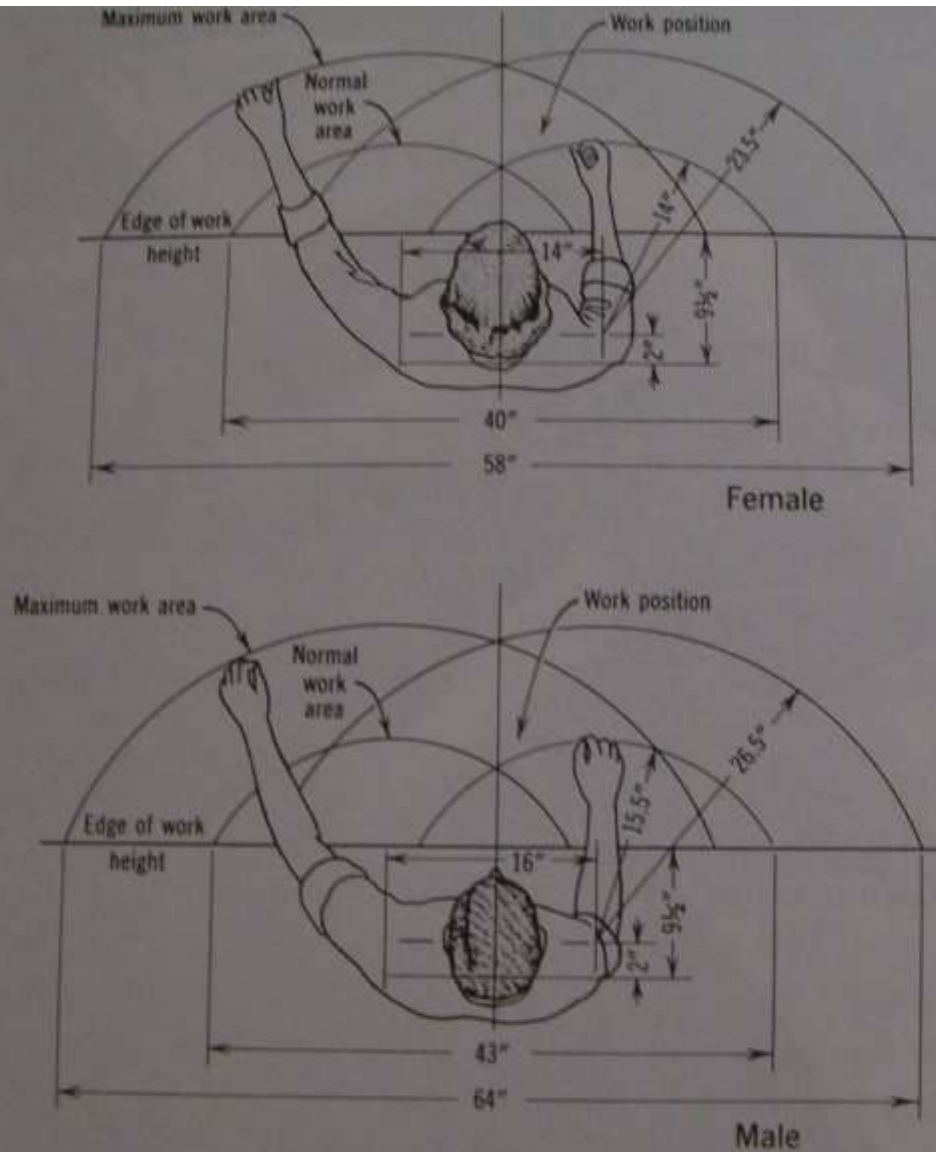 Maximum work area
Work position
Normal
work
area
23.5"
14"
Edge of work
height
14"
9½"
2"
40"
58"
Female
Maximum work area
Work position
Normal
work
area
26.5"
15.5"
Edge of work
height
16"
9½"
2"
43"
64"
Male